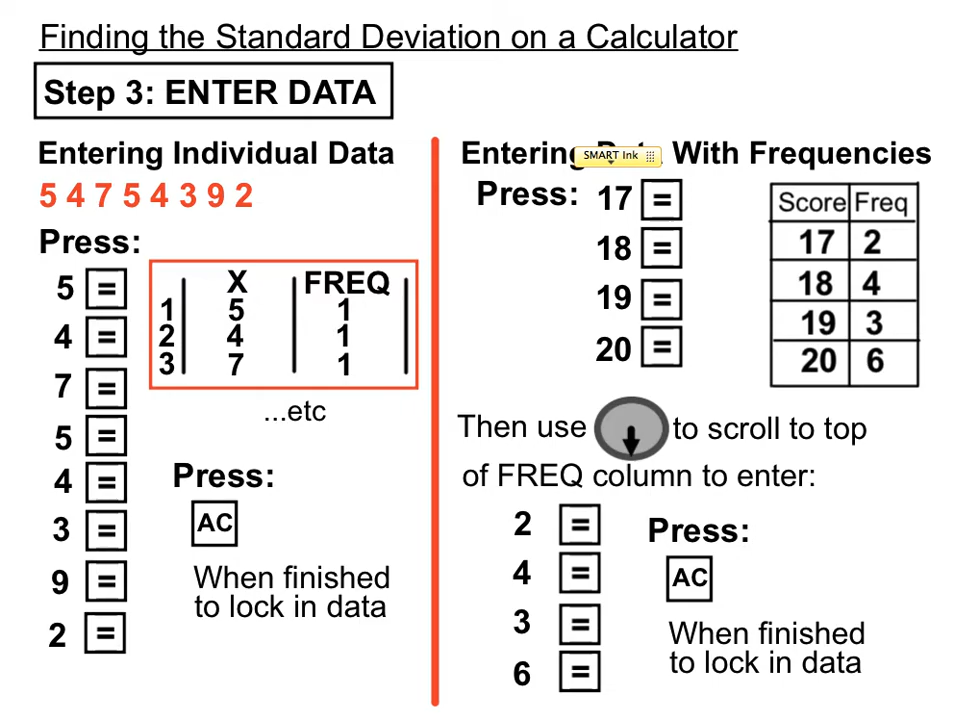 Finding the Standard Deviation on a Calculator
Step 3: ENTER DATA
Entering Individual Data
5 4 7 5 4 3 9 2
Press:
5 =
4 =
7 =
5 =
4 =
3 =
9 =
2 =
X FREQ
1 5 1
2 4 1
3 7 1
...etc
Press:
AC
When finished
to lock in data
Entering With Frequencies
SMART Ink
Press:
17 =
18 =
19 =
20 =
Score Freq
17 2
18 4
19 3
20 6
Then use to scroll to top
of FREQ column to enter:
2 =
4 =
3 =
6 =
Press:
AC
When finished
to lock in data